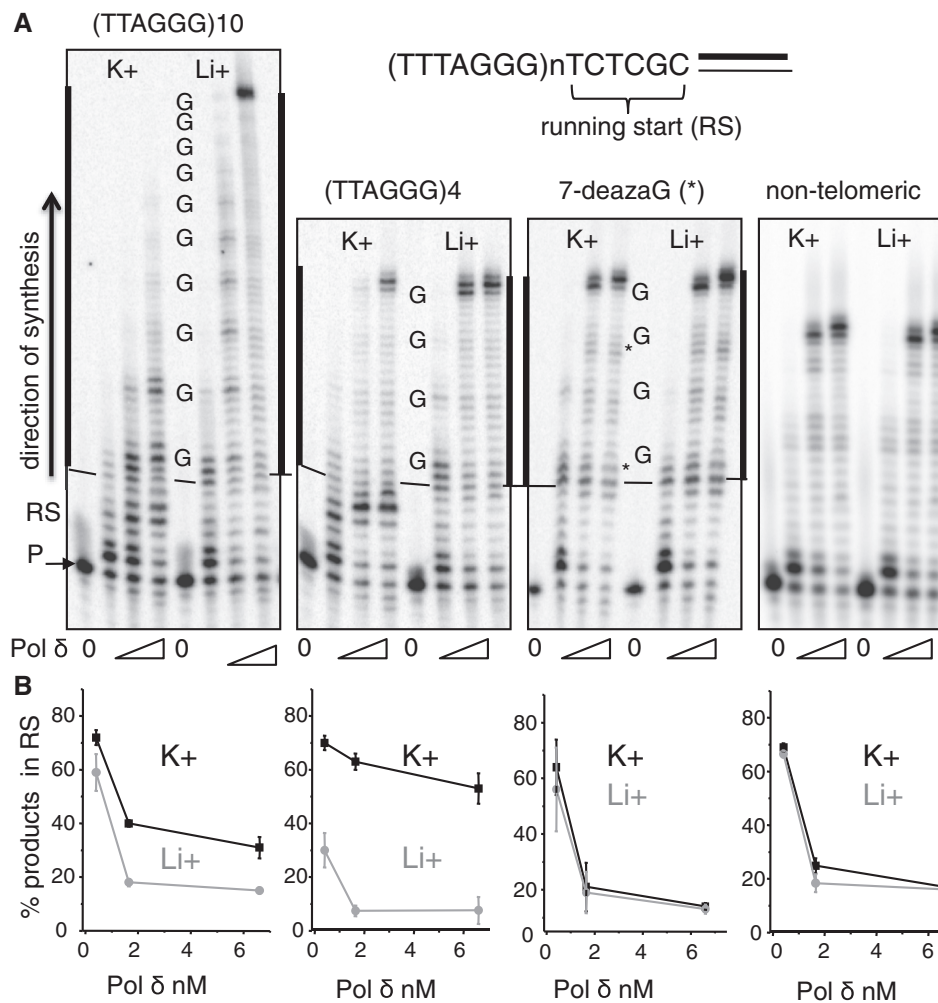 A
(TTAGGG)10
K+ Li+
(TTTAGGG)nTCTCGC
running start (RS)
direction of synthesis
G
G
G
G
G
G
G
G
G
G
RS
P
(TTAGGG)4
K+ Li+
G
G
G
G
7-deazaG (*)
K+ Li+
G
G
*
G
G
*
non-telomeric
K+ Li+
Pol δ 0 0 0 0 0 0 0 0
B
% products in RS
80
60
40
20
0
0 2 4 6
K+
Li+
Pol δ nM
80
60
40
20
0
0 2 4 6
K+
Li+
Pol δ nM
80
60
40
20
0
0 2 4 6
K+
Li+
Pol δ nM
80
60
40
20
0
0 2 4 6
K+
Li+
Pol δ nM